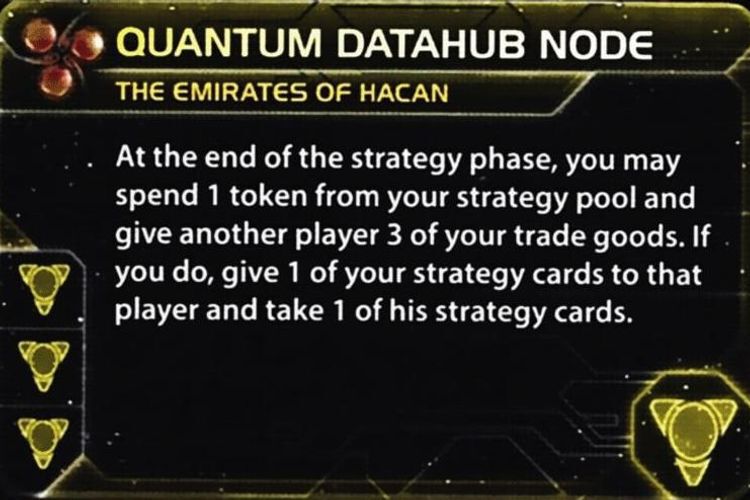 QUANTUM DATAHUB NODE
THE EMIRATES OF HACAN
At the end of the strategy phase, you may
spend 1 token from your strategy pool and
give another player 3 of your trade goods. If
you do, give 1 of your strategy cards to that
player and take 1 of his strategy cards.